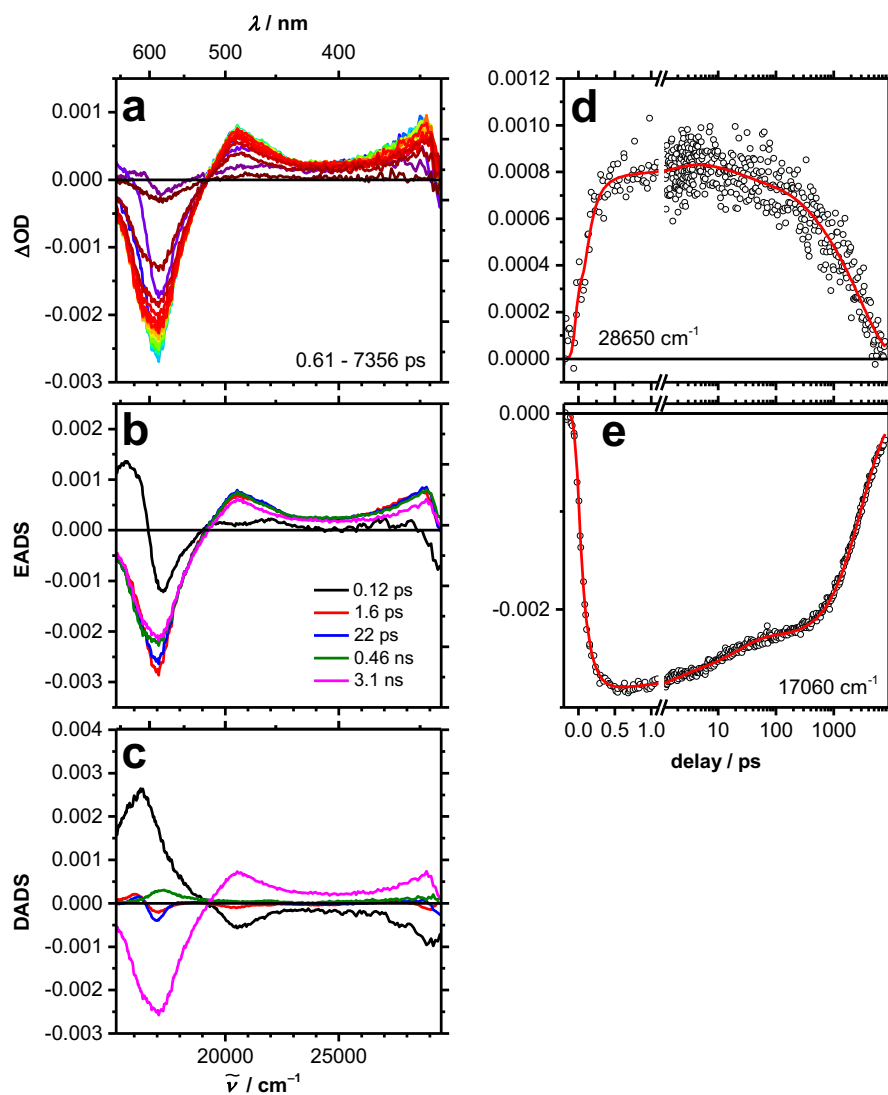 λ / nm
600 500 400
a
0.001
0.000
-0.001
-0.002
-0.003
ΔOD
0.61 - 7356 ps
b
0.002
0.001
0.000
-0.001
-0.002
-0.003
EADS
0.12 ps
1.6 ps
22 ps
0.46 ns
3.1 ns
c
0.004
0.003
0.002
0.001
0.000
-0.001
-0.002
-0.003
DADS
20000 25000
ν̃ / cm⁻¹
d
0.0012
0.0010
0.0008
0.0006
0.0004
0.0002
0.0000
28650 cm⁻¹
e
0.000
-0.002
17060 cm⁻¹
0.0 0.5 1.0 10 100 1000
delay / ps